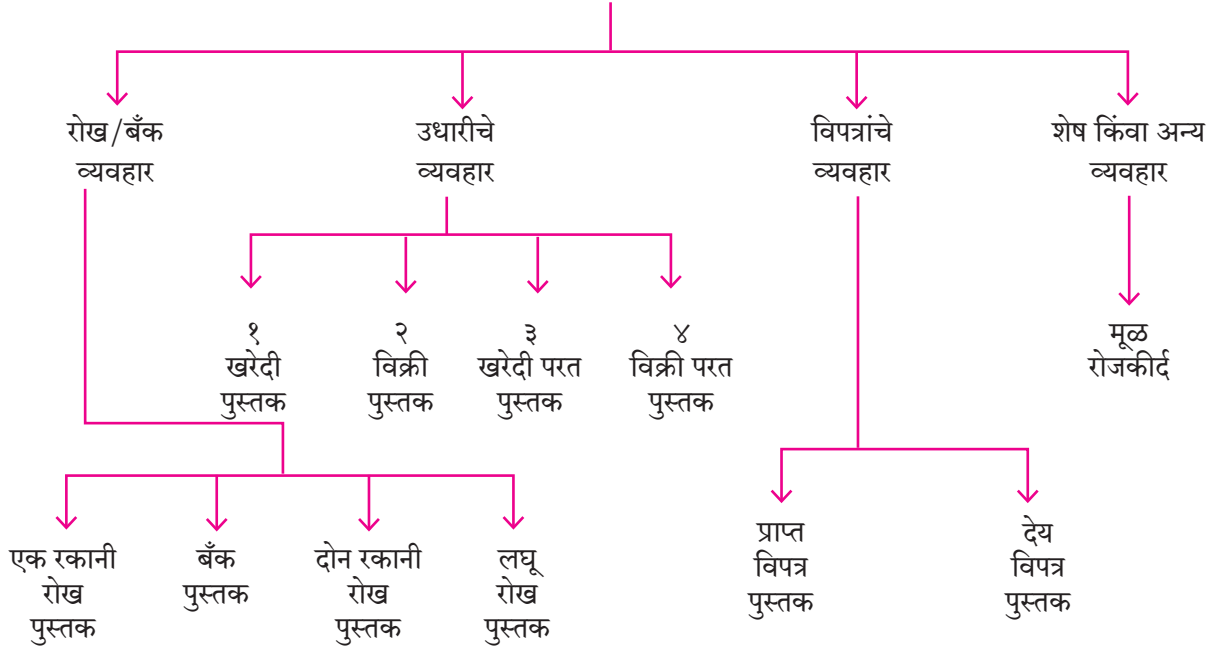 रोख/बँक
व्यवहार
उधारीचे
व्यवहार
विपत्रांचे
व्यवहार
शेष किंवा अन्य
व्यवहार
१
खरेदी
पुस्तक
२
विक्री
पुस्तक
३
खरेदी परत
पुस्तक
४
विक्री परत
पुस्तक
मूळ
रोजकीर्द
एक रकानी
रोख
पुस्तक
बँक
पुस्तक
दोन रकानी
रोख
पुस्तक
लघू
रोख
पुस्तक
प्राप्त
विपत्र
पुस्तक
देय
विपत्र
पुस्तक